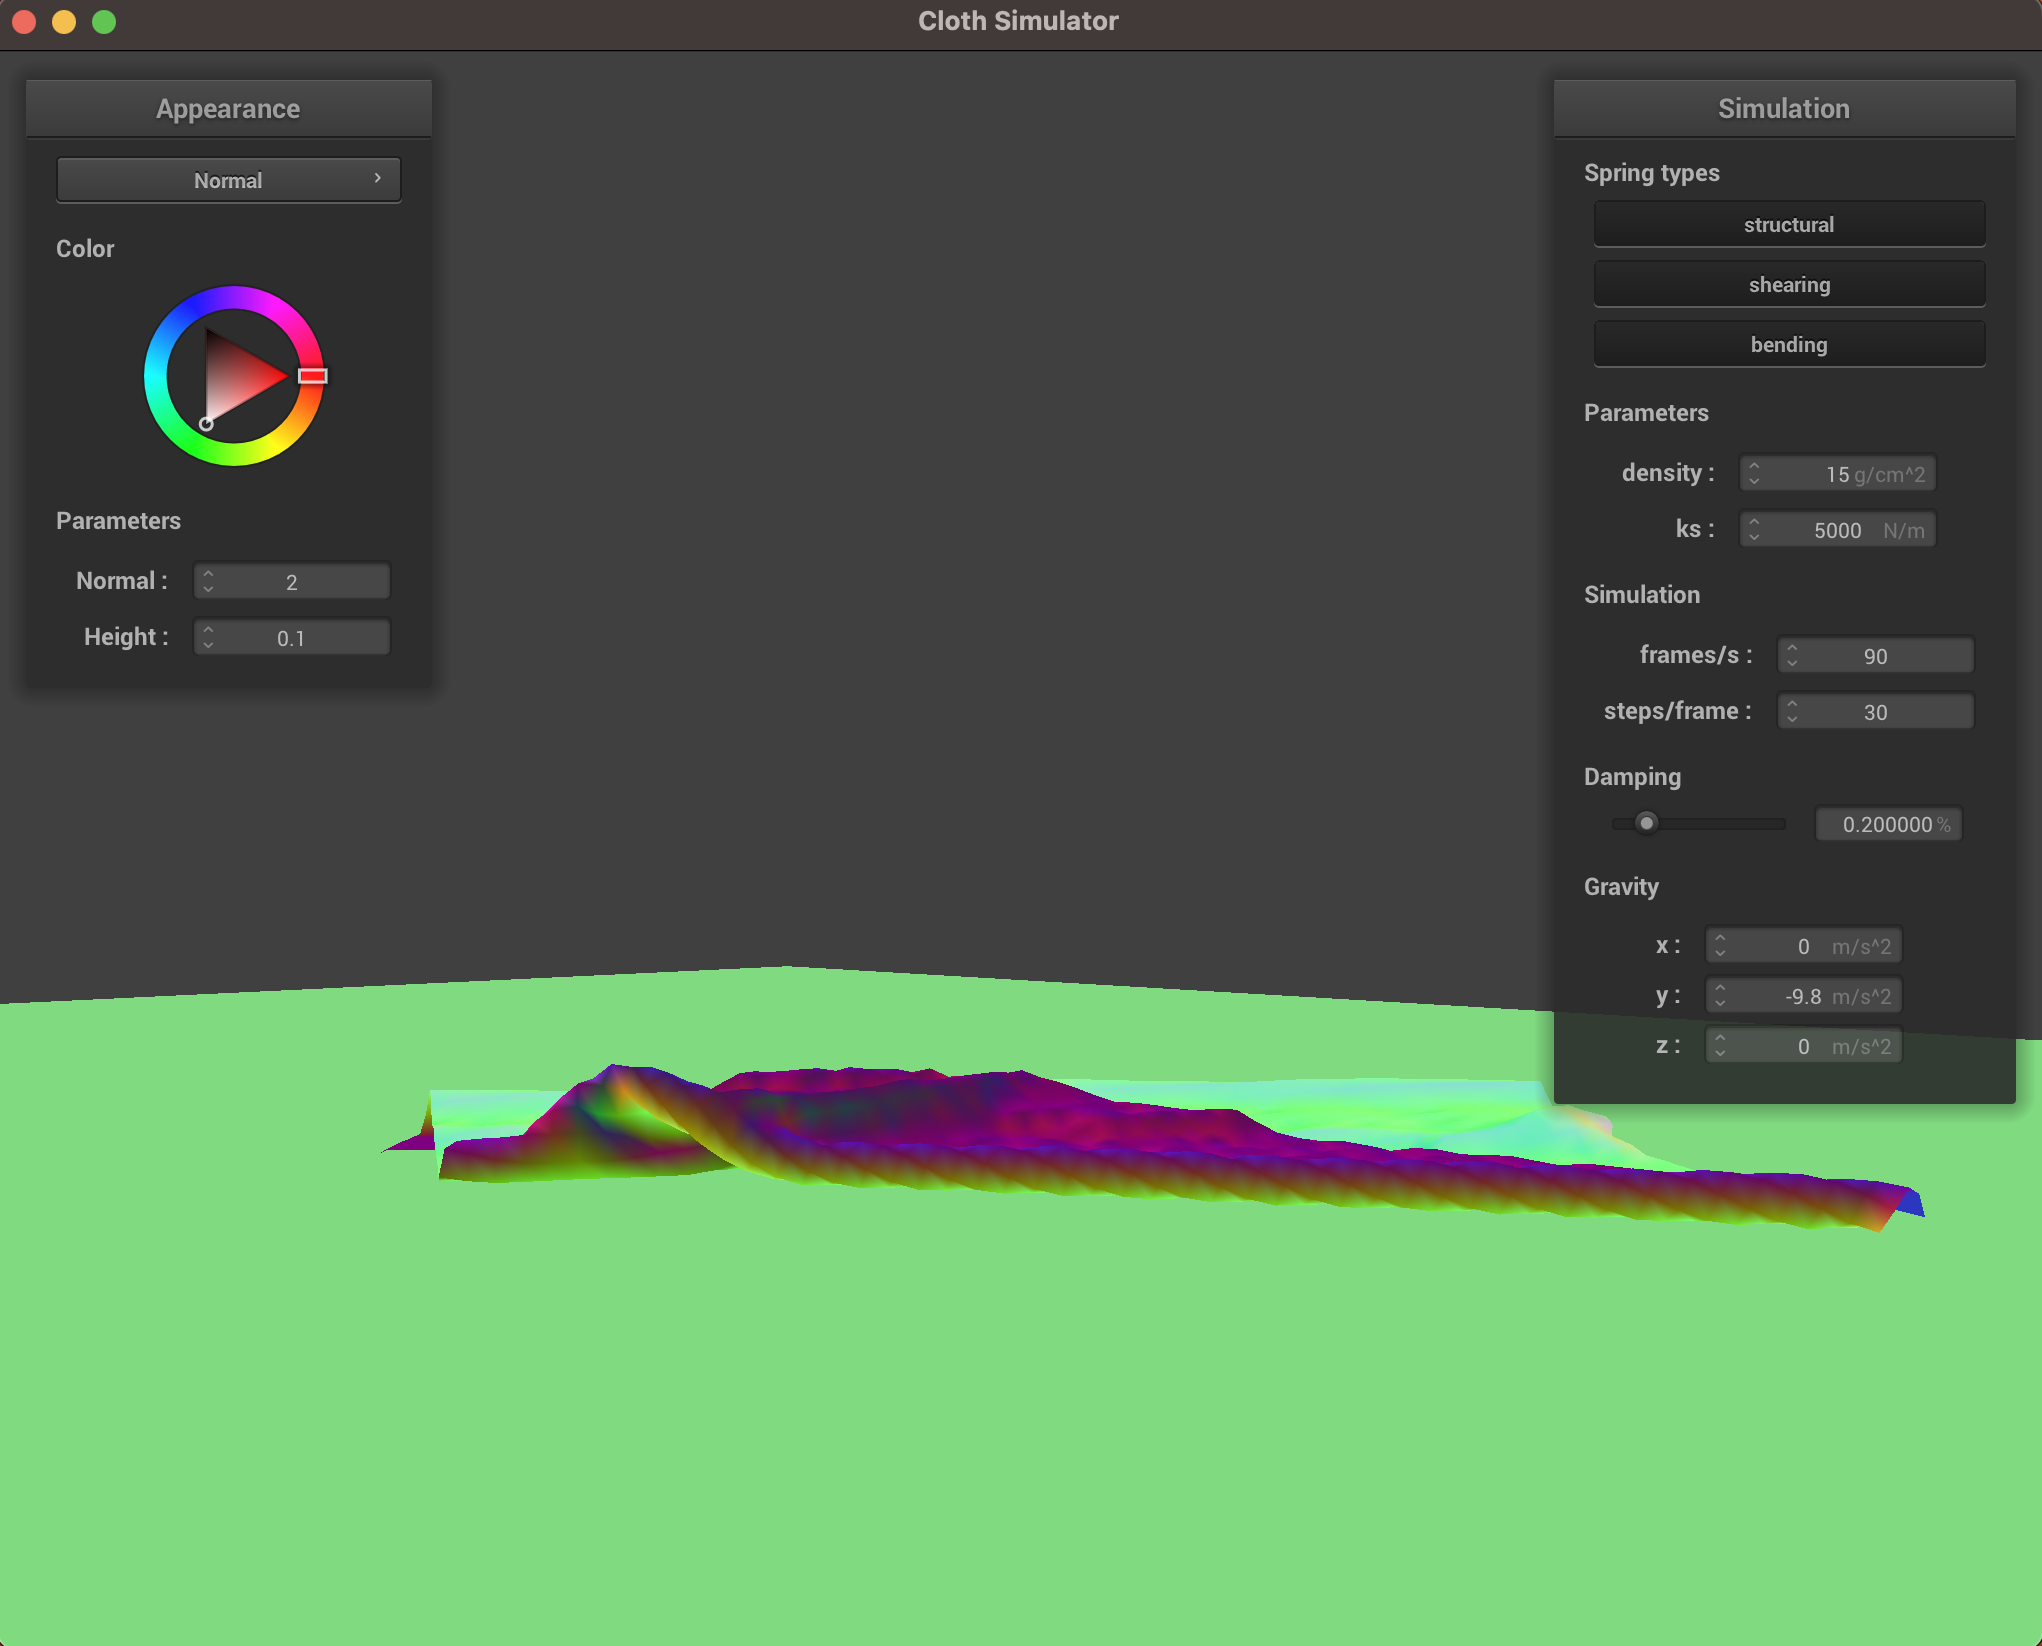 Cloth Simulator
Appearance
Normal
Color
Parameters
Normal : 2
Height : 0.1
Simulation
Spring types
structural
shearing
bending
Parameters
density : 15 g/cm^2
ks : 5000 N/m
Simulation
frames/s : 90
steps/frame : 30
Damping
0.200000 %
Gravity
x : 0 m/s^2
y : -9.8 m/s^2
z : 0 m/s^2